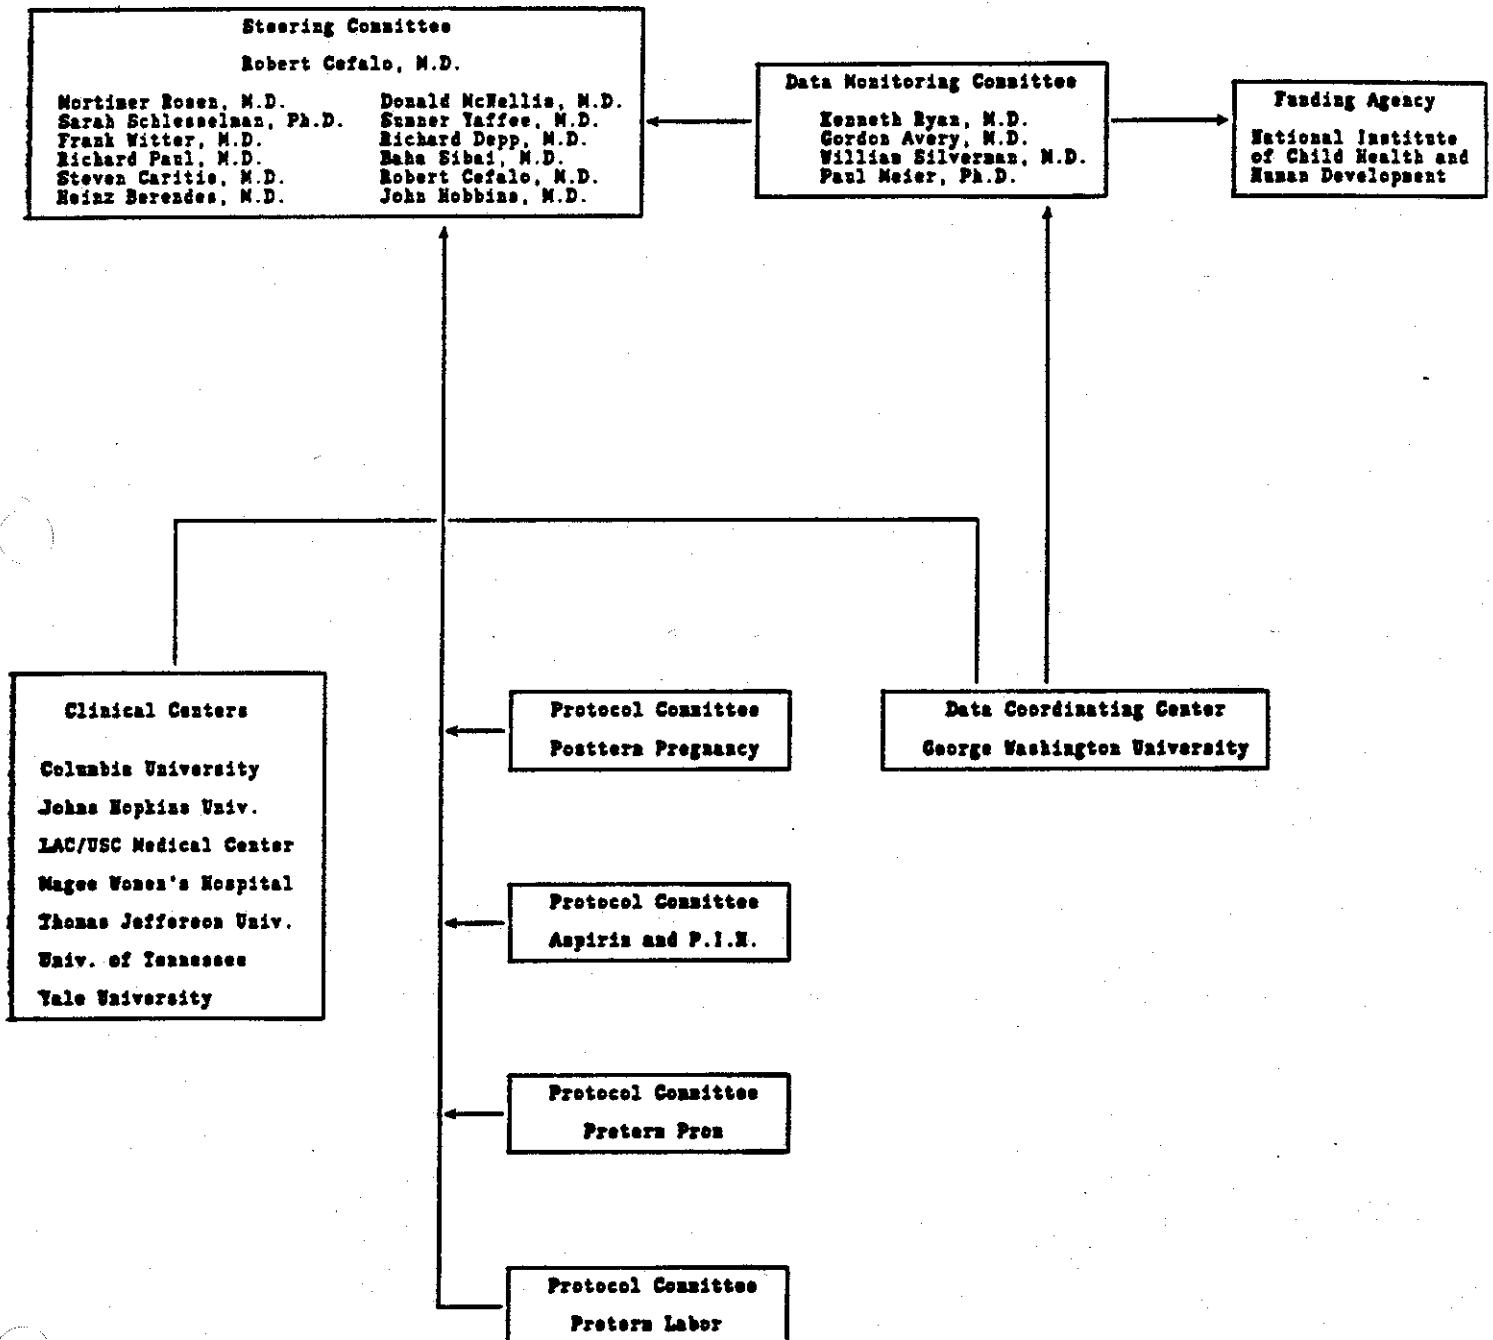 Steering Committee
Robert Cefalo, M.D.
Mortimer Rosen, M.D.
Sarah Schlesselman, Ph.D.
Frank Witter, M.D.
Richard Paul, M.D.
Steven Caritis, M.D.
Heinz Berendes, M.D.
Donald McNellis, M.D.
Sumner Yaffee, M.D.
Richard Depp, M.D.
Baha Sibai, M.D.
Robert Cefalo, M.D.
John Hobbins, M.D.
Data Monitoring Committee
Kenneth Ryan, M.D.
Gordon Avery, M.D.
William Silverman, M.D.
Paul Meier, Ph.D.
Funding Agency
National Institute
of Child Health and
Human Development
Clinical Centers
Columbia University
Johns Hopkins Univ.
LAC/USC Medical Center
Magee Women's Hospital
Thomas Jefferson Univ.
Univ. of Tennessee
Yale University
Protocol Committee
Postterm Pregnancy
Data Coordinating Center
George Washington University
Protocol Committee
Aspirin and P.I.H.
Protocol Committee
Preterm Prom
Protocol Committee
Preterm Labor